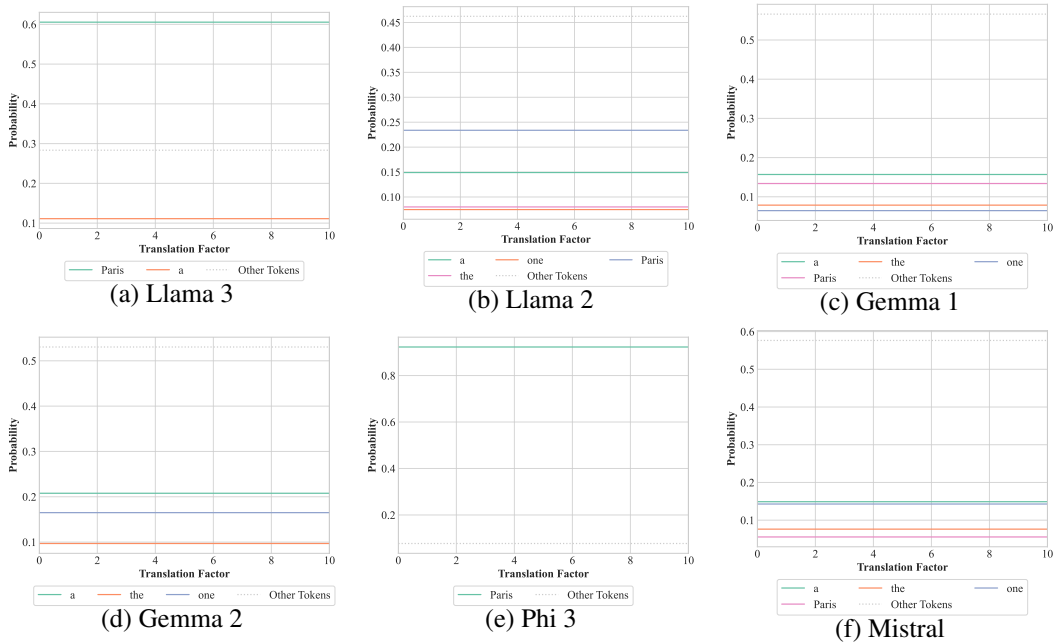 0.6
0.5
0.4
0.3
0.2
0.1
Probability
0 2 4 6 8 10
Translation Factor
Paris a Other Tokens
(a) Llama 3
0.45
0.40
0.35
0.30
0.25
0.20
0.15
0.10
Probability
0 2 4 6 8 10
Translation Factor
a one Paris
the Other Tokens
(b) Llama 2
0.5
0.4
0.3
0.2
0.1
Probability
0 2 4 6 8 10
Translation Factor
a the one
Paris Other Tokens
(c) Gemma 1
0.5
0.4
0.3
0.2
0.1
Probability
0 2 4 6 8 10
Translation Factor
a the one Other Tokens
(d) Gemma 2
0.8
0.6
0.4
0.2
Probability
0 2 4 6 8 10
Translation Factor
Paris Other Tokens
(e) Phi 3
0.6
0.5
0.4
0.3
0.2
0.1
Probability
0 2 4 6 8 10
Translation Factor
a the one
Paris Other Tokens
(f) Mistral